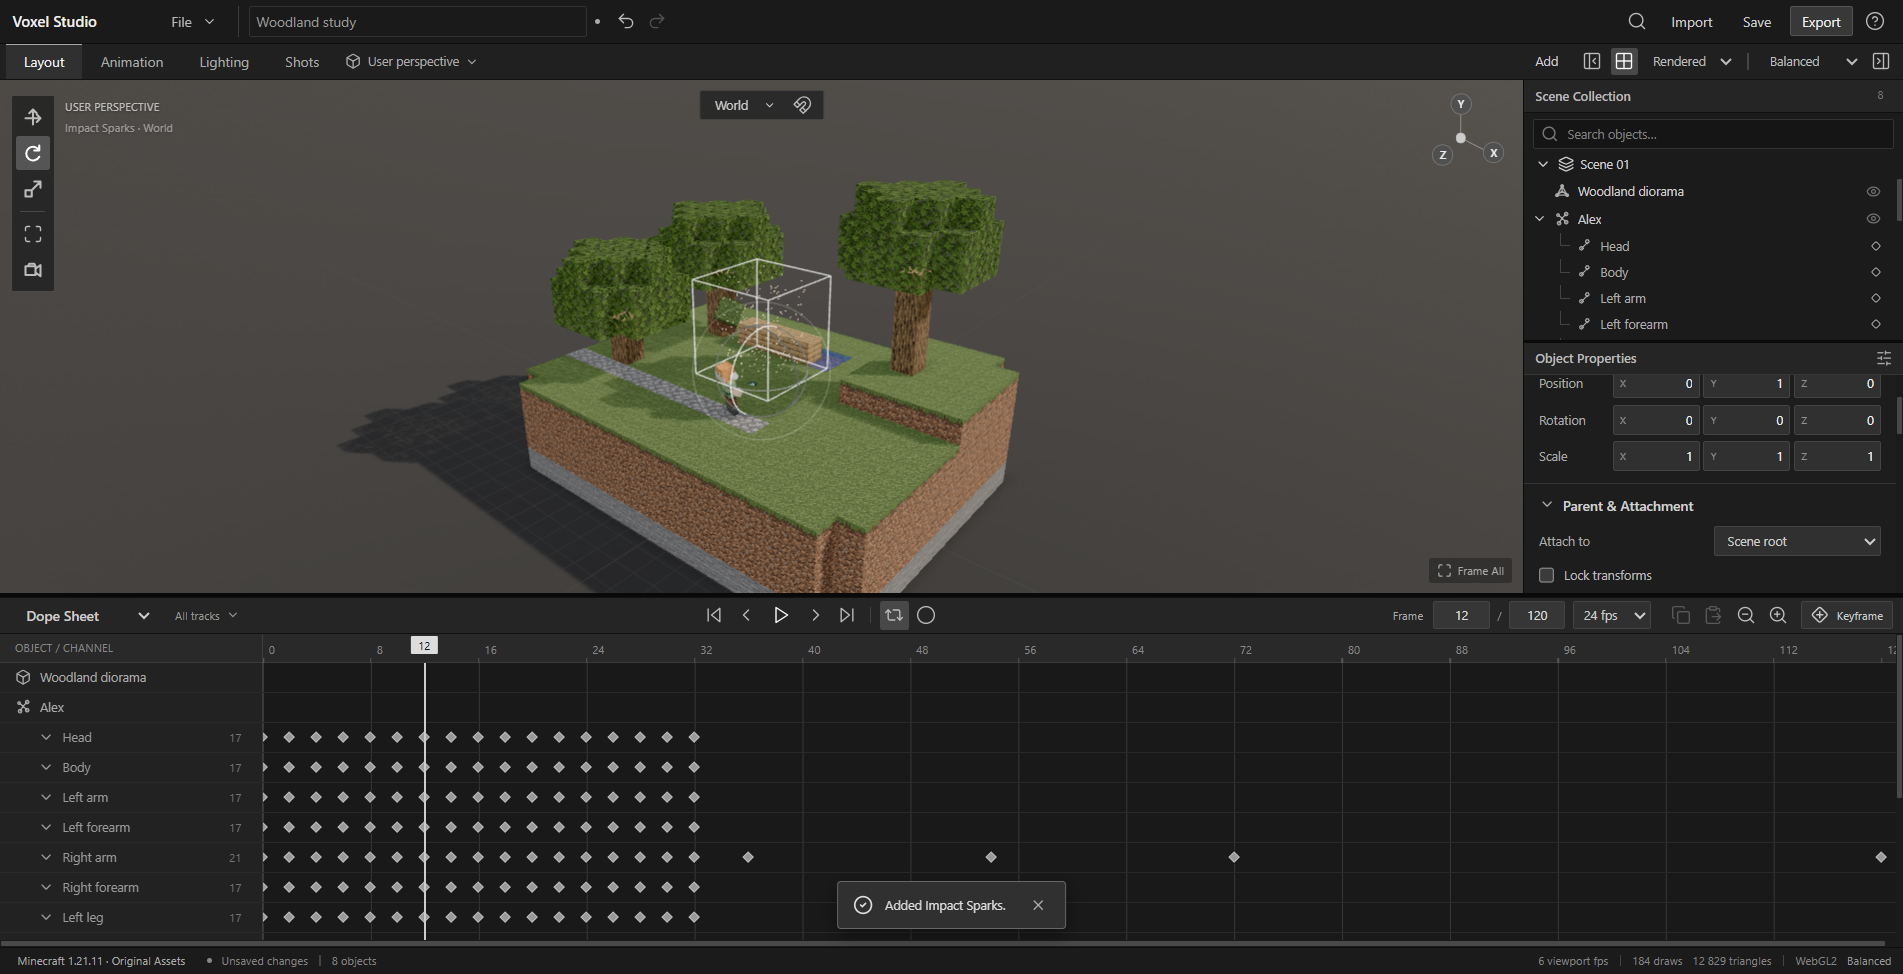 Voxel Studio File Woodland study Import Save Export
Layout Animation Lighting Shots User perspective Add Rendered Balanced
USER PERSPECTIVE
Impact Sparks · World
World
Y
Z X
Frame All
Scene Collection 8
Search objects...
Scene 01
Woodland diorama
Alex
Head
Body
Left arm
Left forearm
Object Properties
Position X 0 Y 1 Z 0
Rotation X 0 Y 0 Z 0
Scale X 1 Y 1 Z 1
Parent & Attachment
Attach to Scene root
Lock transforms
Dope Sheet All tracks Frame 12 / 120 24 fps Keyframe
OBJECT / CHANNEL 0 8 12 16 24 32 40 48 56 64 72 80 88 96 104 112 12
Woodland diorama
Alex
Head 17
Body 17
Left arm 17
Left forearm 17
Right arm 21
Right forearm 17
Left leg 17
Added Impact Sparks.
Minecraft 1.21.11 · Original Assets Unsaved changes 8 objects 6 viewport fps 184 draws 12 829 triangles WebGL2 Balanced